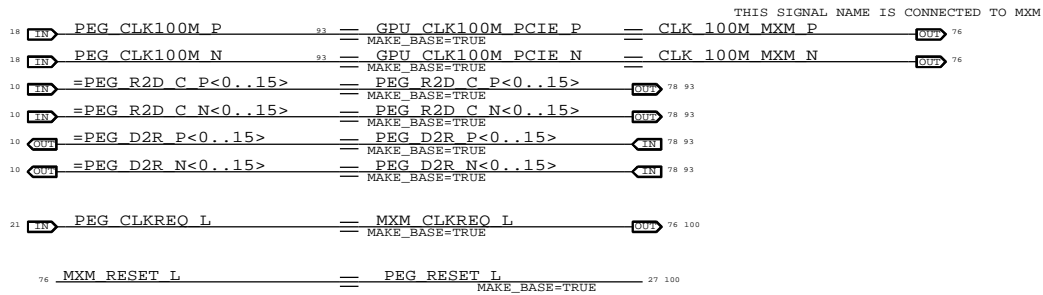 THIS SIGNAL NAME IS CONNECTED TO MXM
18 IN PEG_CLK100M_P 93 GPU_CLK100M_PCIE_P CLK_100M_MXM_P OUT 76
MAKE_BASE=TRUE
18 IN PEG_CLK100M_N 93 GPU_CLK100M_PCIE_N CLK_100M_MXM_N OUT 76
MAKE_BASE=TRUE
10 IN =PEG_R2D_C_P<0..15> PEG_R2D_C_P<0..15> OUT 78 93
MAKE_BASE=TRUE
10 IN =PEG_R2D_C_N<0..15> PEG_R2D_C_N<0..15> OUT 78 93
MAKE_BASE=TRUE
10 OUT =PEG_D2R_P<0..15> PEG_D2R_P<0..15> IN 78 93
MAKE_BASE=TRUE
10 OUT =PEG_D2R_N<0..15> PEG_D2R_N<0..15> IN 78 93
MAKE_BASE=TRUE
21 IN PEG_CLKREQ_L MXM_CLKREQ_L OUT 76 100
MAKE_BASE=TRUE
76 MXM_RESET_L PEG_RESET_L 27 100
MAKE_BASE=TRUE